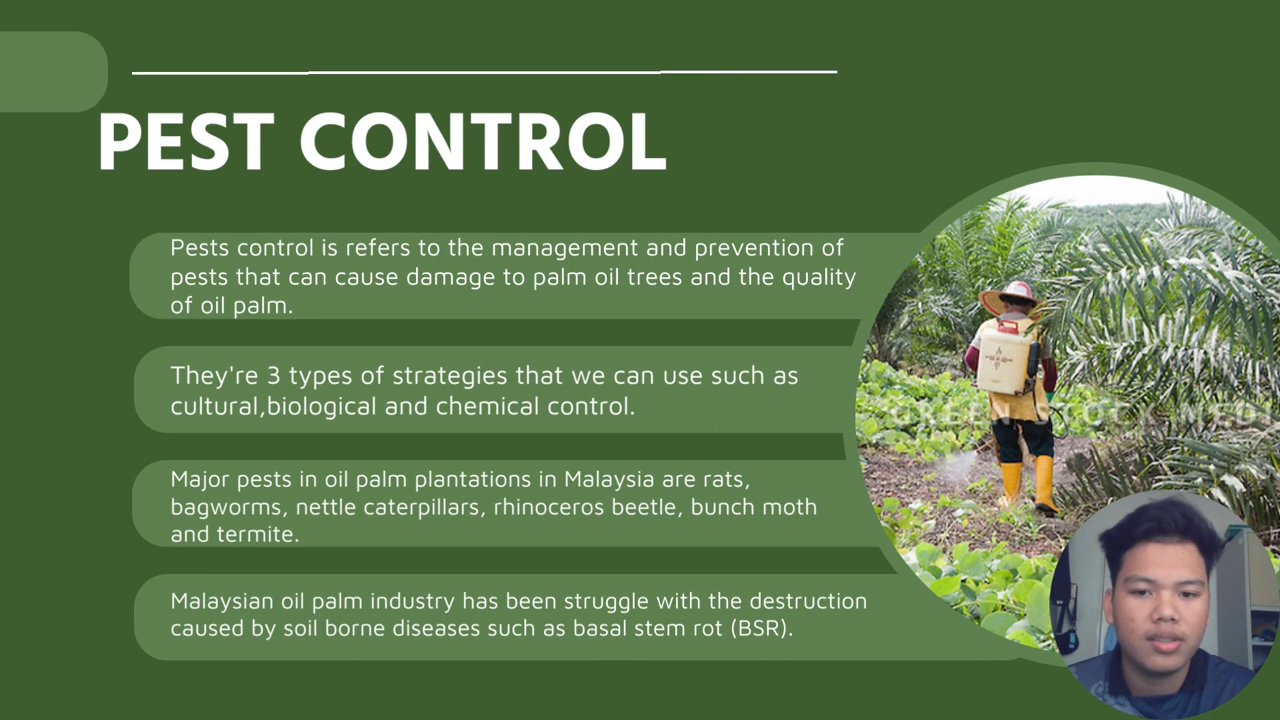 PEST CONTROL
Pests control is refers to the management and prevention of
pests that can cause damage to palm oil trees and the quality
of oil palm.
They're 3 types of strategies that we can use such as
cultural,biological and chemical control.
Major pests in oil palm plantations in Malaysia are rats,
bagworms, nettle caterpillars, rhinoceros beetle, bunch moth
and termite.
Malaysian oil palm industry has been struggle with the destruction
caused by soil borne diseases such as basal stem rot (BSR).
GREEN STOCK